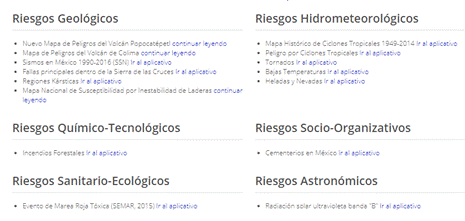 Riesgos Geológicos
Nuevo Mapa de Peligros del Volcán Popocatépetl continuar leyendo
Mapa de Peligros del Volcán de Colima continuar leyendo
Sismos en México 1990-2016 (SSN) Ir al aplicativo
Fallas principales dentro de la Sierra de las Cruces Ir al aplicativo
Regiones Kársticas Ir al aplicativo
Mapa Nacional de Susceptibilidad por Inestabilidad de Laderas continuar
leyendo
Riesgos Hidrometeorológicos
Mapa Histórico de Ciclones Tropicales 1949-2014 Ir al aplicativo
Peligro por Ciclones Tropicales Ir al aplicativo
Tornados Ir al aplicativo
Bajas Temperaturas Ir al aplicativo
Heladas y Nevadas Ir al aplicativo
Riesgos Químico-Tecnológicos
Incendios Forestales Ir al aplicativo
Riesgos Socio-Organizativos
Cementerios en México Ir al aplicativo
Riesgos Sanitario-Ecológicos
Evento de Marea Roja Tóxica (SEMAR, 2015) Ir al aplicativo
Riesgos Astronómicos
Radiación solar ultravioleta banda "B" Ir al aplicativo